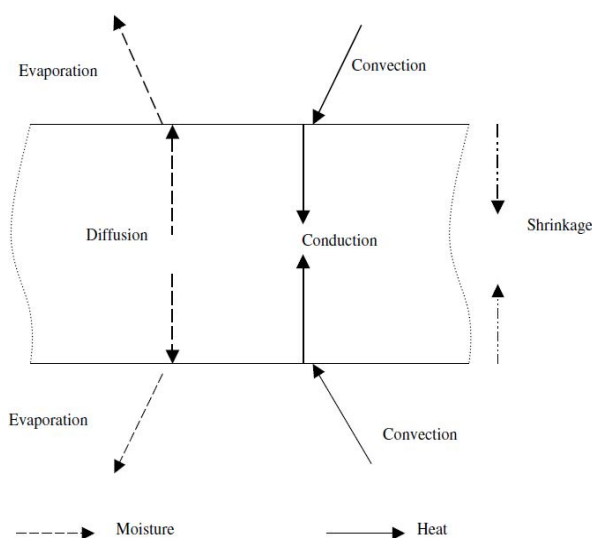 Evaporation
Convection
Diffusion
Conduction
Shrinkage
Evaporation
Convection
Moisture
Heat